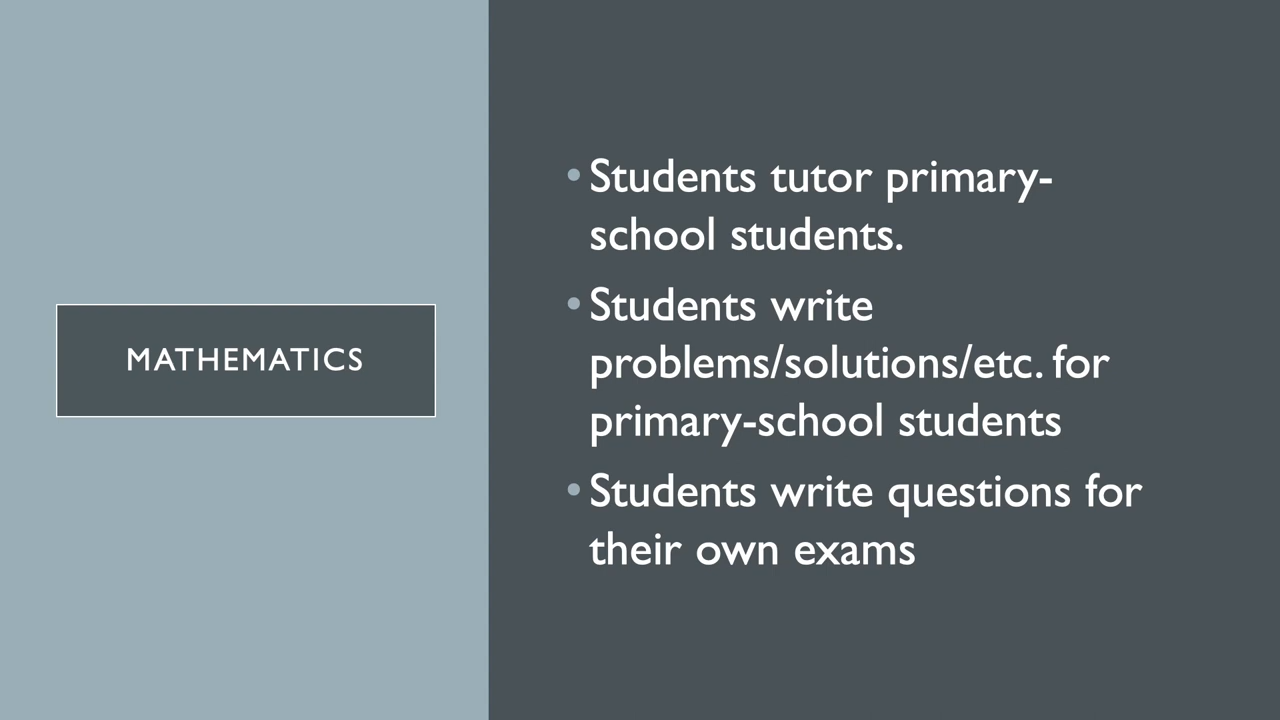 MATHEMATICS
• Students tutor primary-
school students.
• Students write
problems/solutions/etc. for
primary-school students
• Students write questions for
their own exams